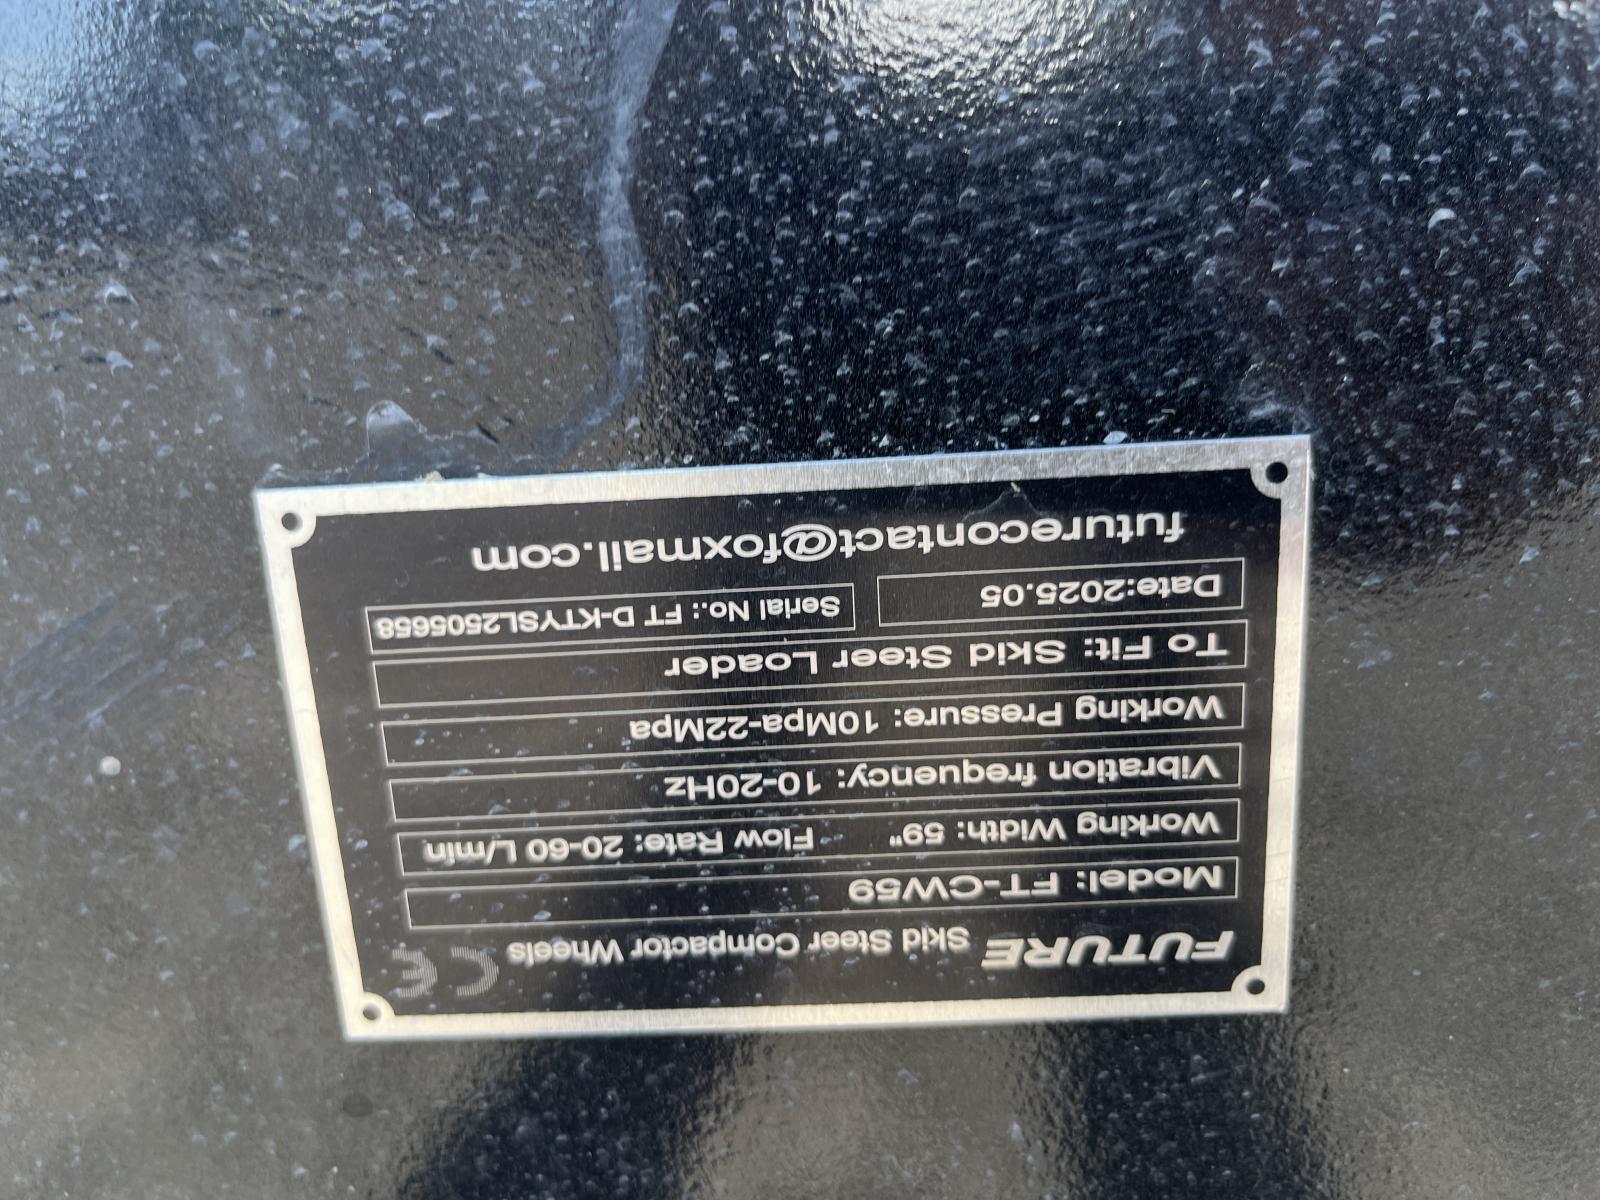 FUTURE Skid Steer Compactor Wheels CE
Model: FT-CW59
Working Width: 59" Flow Rate: 20-60 L/min
Vibration frequency: 10-20Hz
Working Pressure: 10Mpa-22Mpa
To Fit: Skid Steer Loader
Date:2025.05 Serial No.: FT D-KTYSL2505658
futurecontact@foxmail.com